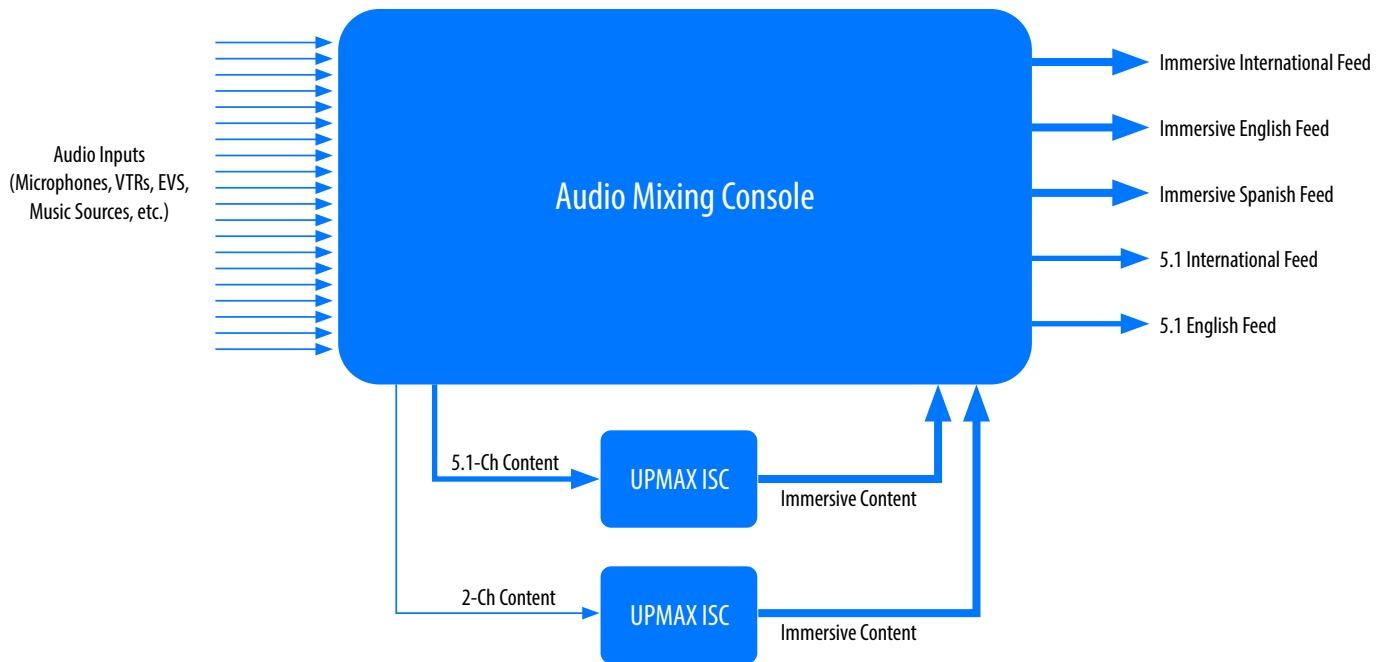 Audio Inputs
(Microphones, VTRs, EVS,
Music Sources, etc.)
Audio Mixing Console
Immersive International Feed
Immersive English Feed
Immersive Spanish Feed
5.1 International Feed
5.1 English Feed
5.1-Ch Content
UPMAX ISC
Immersive Content
2-Ch Content
UPMAX ISC
Immersive Content